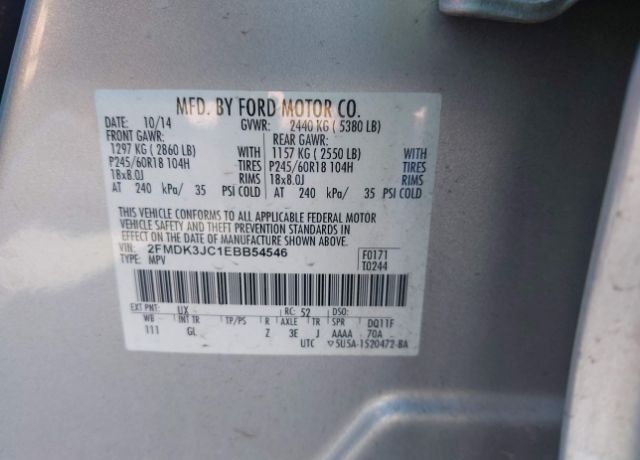 MFD. BY FORD MOTOR CO.
DATE: 10/14 GVWR: 2440 KG ( 5380 LB)
FRONT GAWR: REAR GAWR:
1297 KG ( 2860 LB) WITH 1157 KG ( 2550 LB) WITH
P245/60R18 104H TIRES P245/60R18 104H TIRES
18x8.0J RIMS 18x8.0J RIMS
AT 240 kPa/ 35 PSI COLD AT 240 kPa/ 35 PSI COLD
THIS VEHICLE CONFORMS TO ALL APPLICABLE FEDERAL MOTOR
VEHICLE SAFETY AND THEFT PREVENTION STANDARDS IN
EFFECT ON THE DATE OF MANUFACTURE SHOWN ABOVE.
VIN: 2FMDK3JC1EBB54546 F0171
TYPE: MPV T0244
EXT PNT: UX RC: 52 DSO:
WB INT TR TP/PS R AXLE TR SPR DQ11F
111 GL Z 3E J AAAA 70A
UTC ▽5U5A-1520472-BA